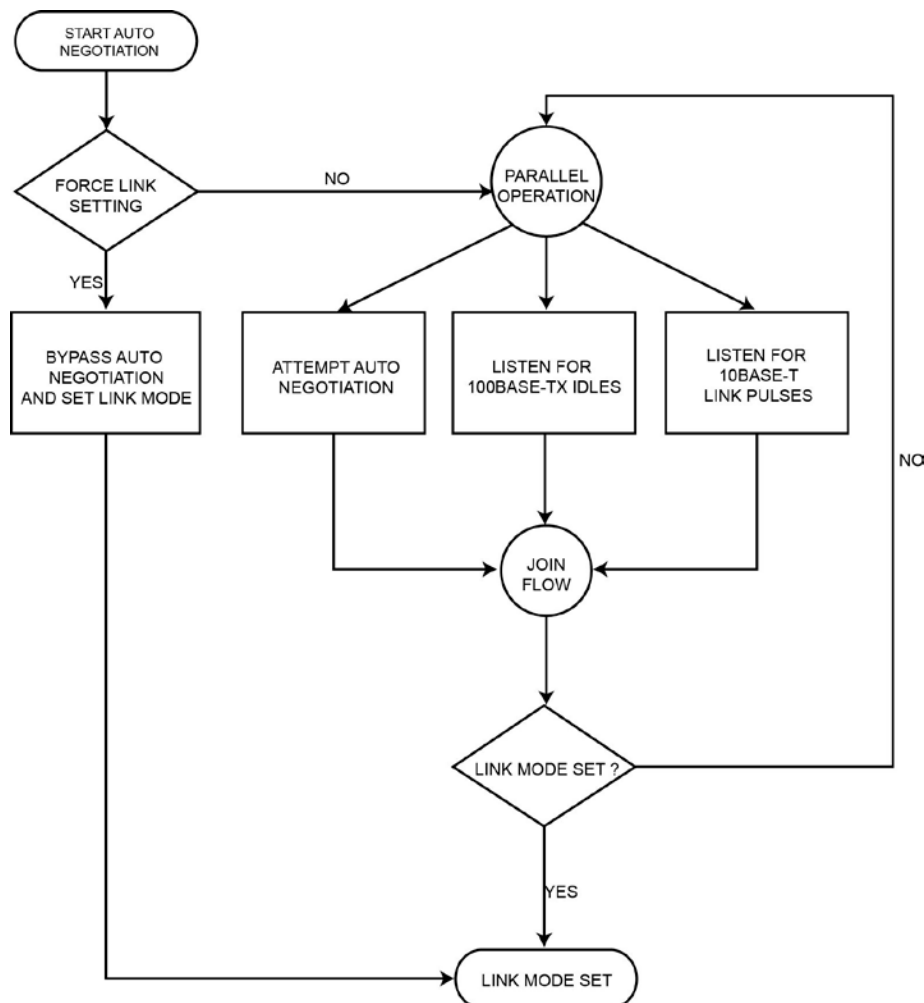 START AUTO
NEGOTIATION
FORCE LINK
SETTING
NO
PARALLEL
OPERATION
YES
BYPASS AUTO
NEGOTIATION
AND SET LINK MODE
ATTEMPT AUTO
NEGOTIATION
LISTEN FOR
100BASE-TX IDLES
LISTEN FOR
10BASE-T
LINK PULSES
NO
JOIN
FLOW
LINK MODE SET ?
YES
LINK MODE SET